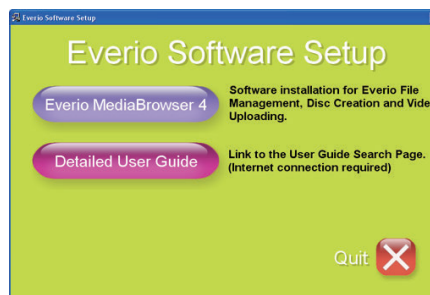 Everio Software Setup
Everio Software Setup
Everio MediaBrowser 4
Software installation for Everio File
Management, Disc Creation and Vide
Uploading.
Detailed User Guide
Link to the User Guide Search Page.
(Internet connection required)
Quit